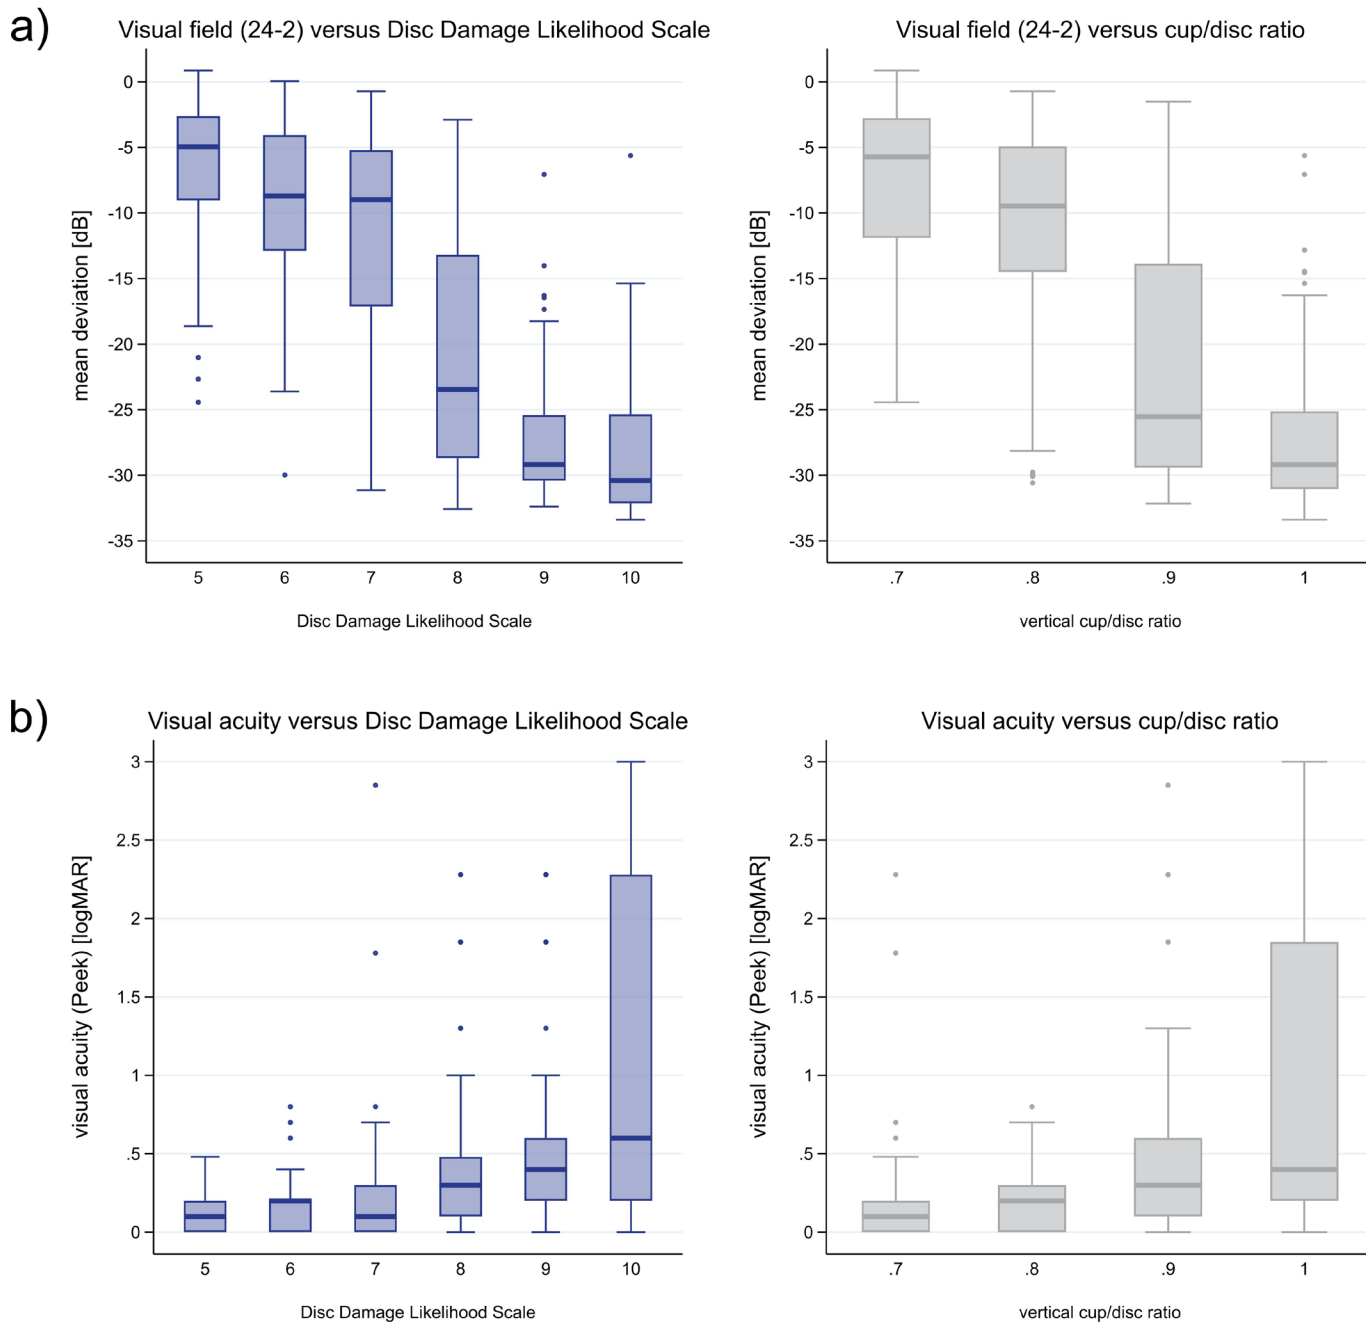 a)
Visual field (24-2) versus Disc Damage Likelihood Scale
mean deviation [dB]
0
-5
-10
-15
-20
-25
-30
-35
5 6 7 8 9 10
Disc Damage Likelihood Scale
Visual field (24-2) versus cup/disc ratio
mean deviation [dB]
0
-5
-10
-15
-20
-25
-30
-35
.7 .8 .9 1
vertical cup/disc ratio
b)
Visual acuity versus Disc Damage Likelihood Scale
visual acuity (Peek) [logMAR]
3
2.5
2
1.5
1
.5
0
5 6 7 8 9 10
Disc Damage Likelihood Scale
Visual acuity versus cup/disc ratio
visual acuity (Peek) [logMAR]
3
2.5
2
1.5
1
.5
0
.7 .8 .9 1
vertical cup/disc ratio